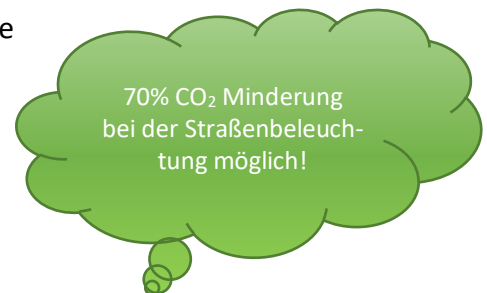 e
70% CO₂ Minderung
bei der Straßenbeleuch-
tung möglich!